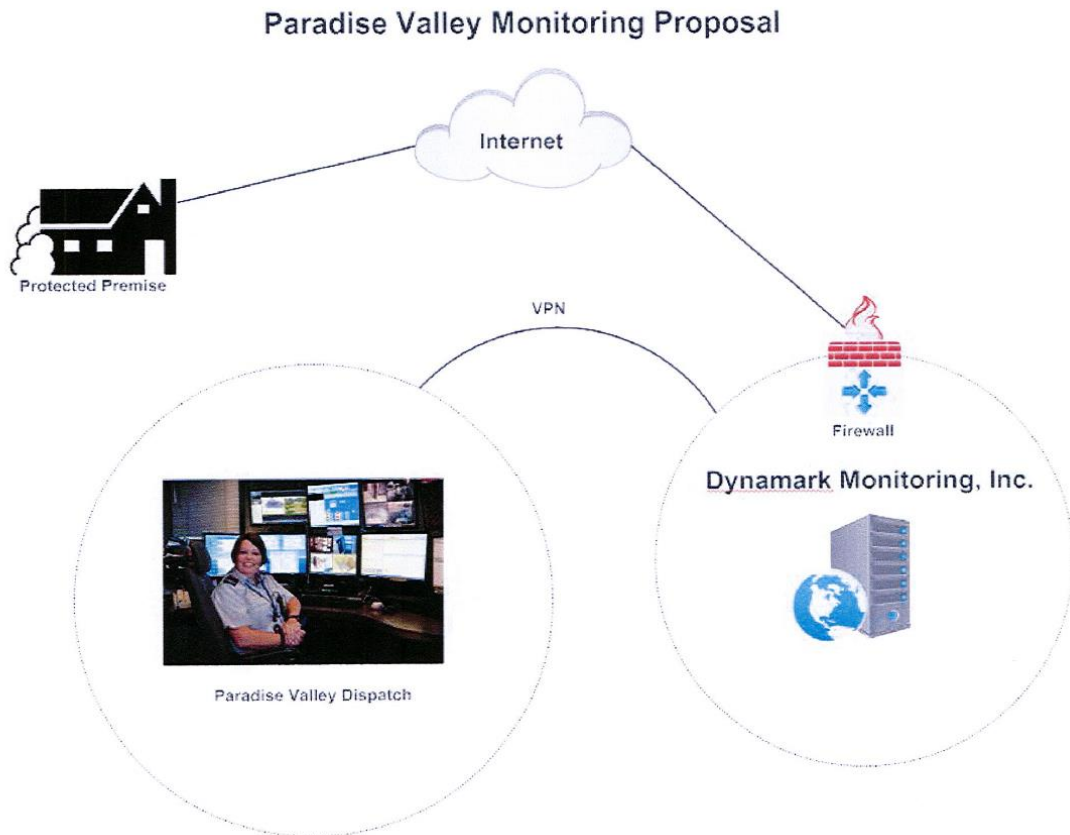 Paradise Valley Monitoring Proposal
Internet
Protected Premise
VPN
Firewall
Dynamark Monitoring, Inc.
Paradise Valley Dispatch